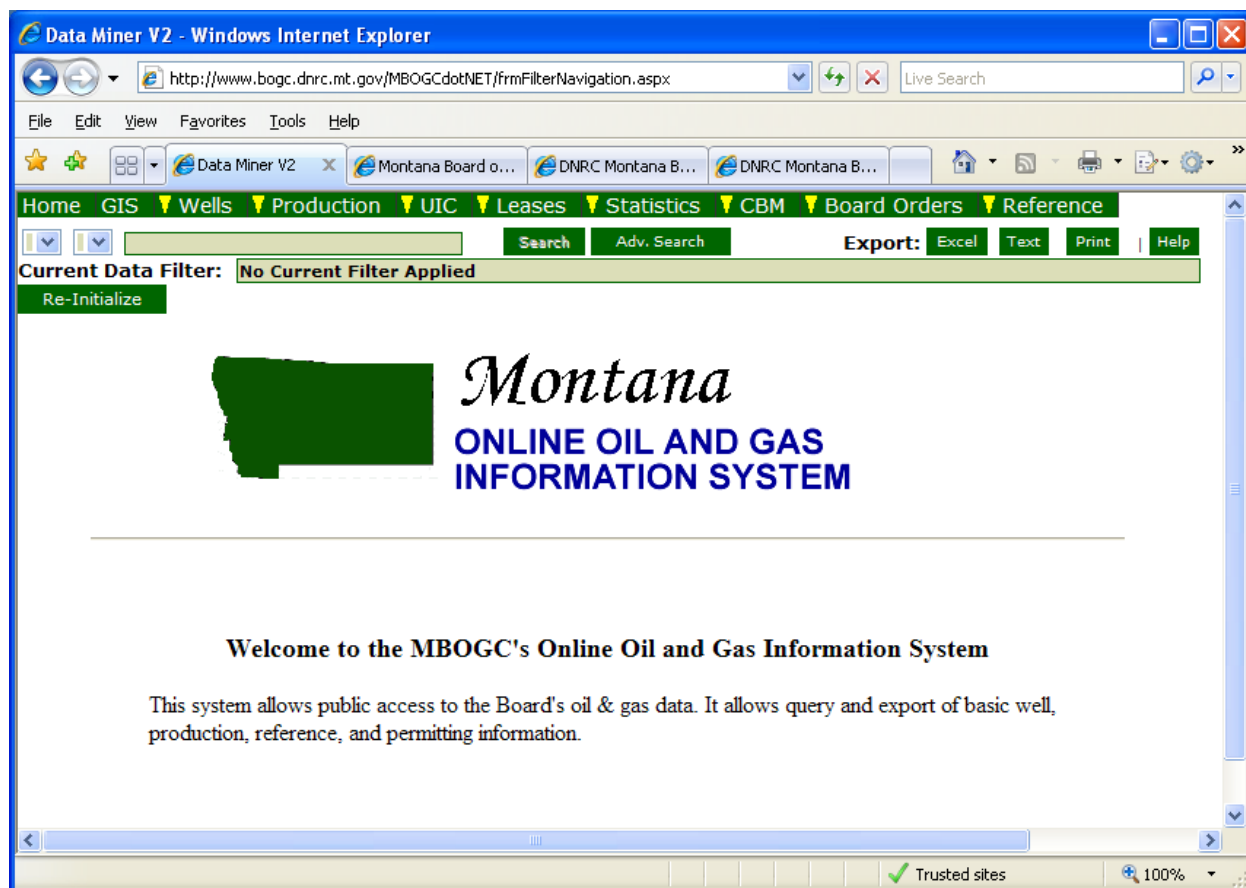 Data Miner V2 - Windows Internet Explorer
http://www.bogc.dnrc.mt.gov/MBOGCdotNET/frmFilterNavigation.aspx Live Search
File Edit View Favorites Tools Help
Data Miner V2 Montana Board o... DNRC Montana B... DNRC Montana B...
Home GIS Wells Production UIC Leases Statistics CBM Board Orders Reference
Search Adv. Search Export: Excel Text Print | Help
Current Data Filter: No Current Filter Applied
Re-Initialize
Montana
ONLINE OIL AND GAS
INFORMATION SYSTEM
Welcome to the MBOGC's Online Oil and Gas Information System
This system allows public access to the Board's oil & gas data. It allows query and export of basic well,
production, reference, and permitting information.
Trusted sites 100%